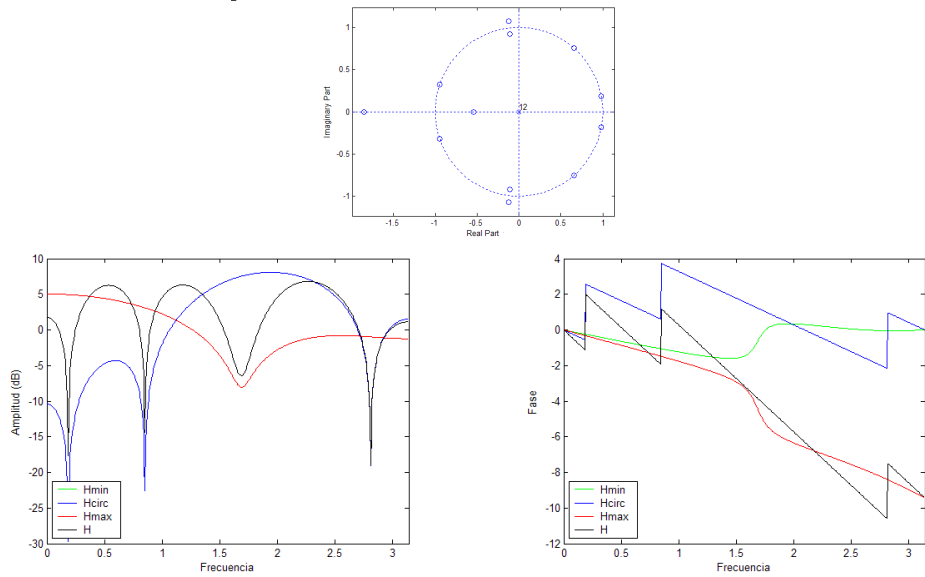 1
0.5
0
-0.5
-1
Imaginary Part
12
-1.5 -1 -0.5 0 0.5 1
Real Part
10
5
0
-5
-10
-15
-20
-25
-30
Amplitud (dB)
Hmin
Hcirc
Hmax
H
0 0.5 1 1.5 2 2.5 3
Frecuencia
4
2
0
-2
-4
-6
-8
-10
-12
Fase
Hmin
Hcirc
Hmax
H
0 0.5 1 1.5 2 2.5 3
Frecuencia